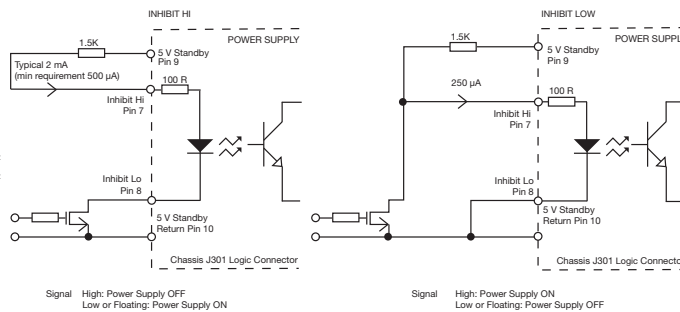 INHIBIT HI
1.5K
POWER SUPPLY
5 V Standby
Pin 9
Typical 2 mA
(min requirement 500 µA)
100 R
Inhibit Hi
Pin 7
Inhibit Lo
Pin 8
5 V Standby
Return Pin 10
Chassis J301 Logic Connector
Signal High: Power Supply OFF
Low or Floating: Power Supply ON
INHIBIT LOW
1.5K
POWER SUPPL
5 V Standby
Pin 9
250 µA
100 R
Inhibit Hi
Pin 7
Inhibit Lo
Pin 8
5 V Standby
Return Pin 10
Chassis J301 Logic Connecto
Signal High: Power Supply ON
Low or Floating: Power Supply OFF